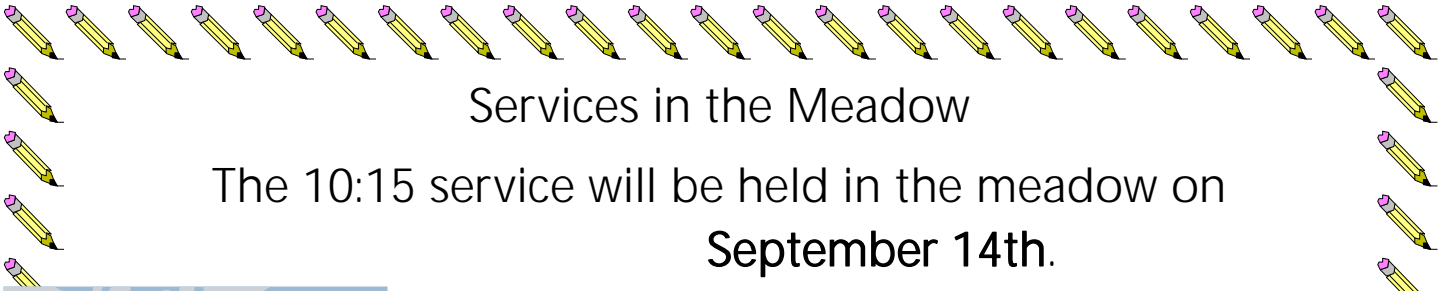 Services in the Meadow
The 10:15 service will be held in the meadow on
September 14th.